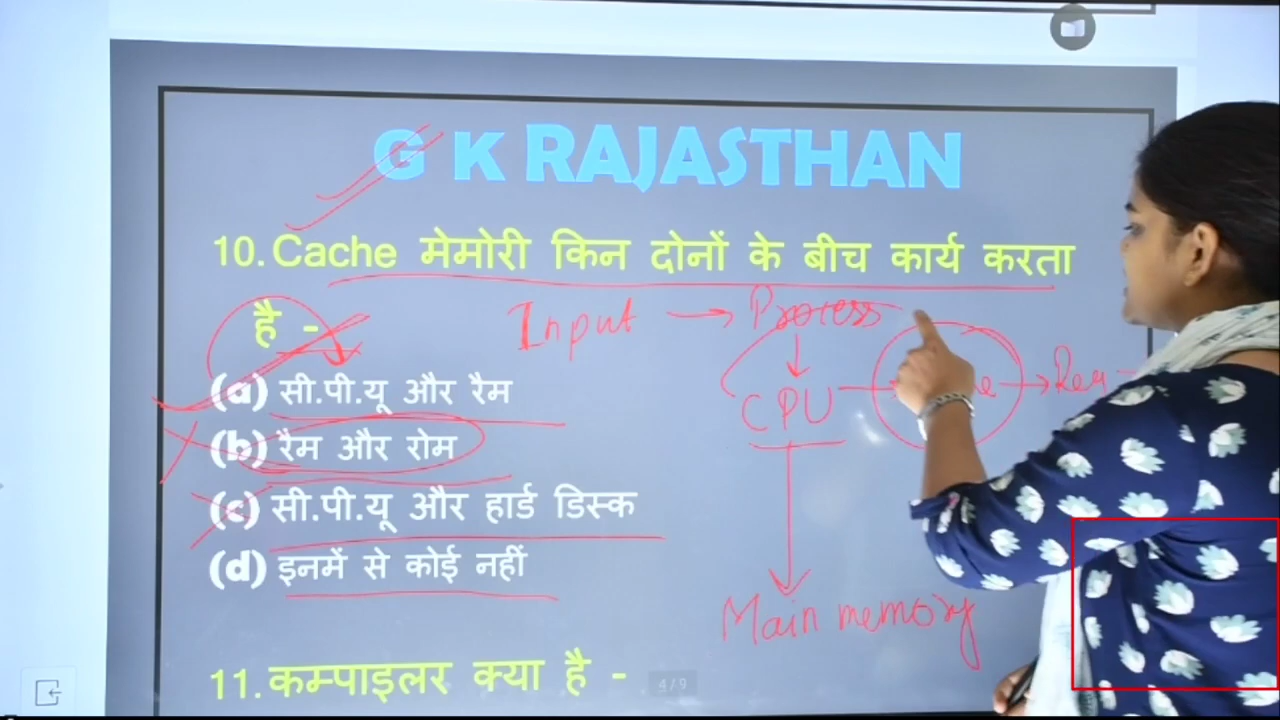 G K RAJASTHAN
10. Cache मेमोरी किन दोनों के बीच कार्य करता
है -
Input → Process
(a) सी.पी.यू और रैम
CPU
(b) रैम और रोम
(c) सी.पी.यू और हार्ड डिस्क
(d) इनमें से कोई नहीं
Main memory
11. कम्पाइलर क्या है -
4/9